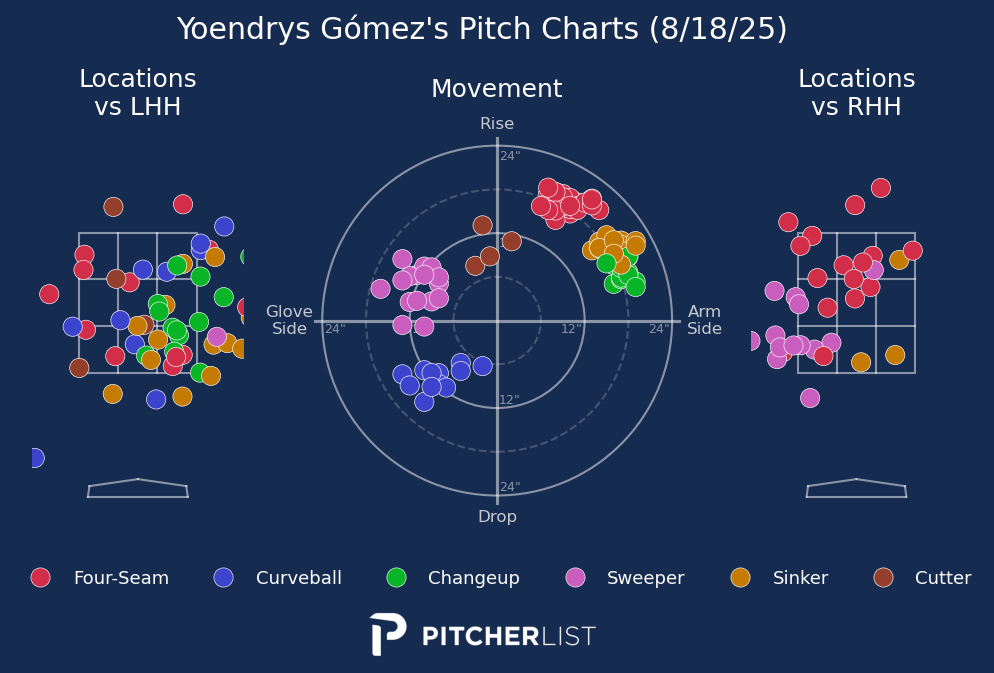 Yoendrys Gómez's Pitch Charts (8/18/25)
Locations
vs LHH
Movement
Locations
vs RHH
Rise
24"
Glove
Side
24"
12"
24"
Arm
Side
12"
24"
Drop
Four-Seam
Curveball
Changeup
Sweeper
Sinker
Cutter
PITCHERLIST